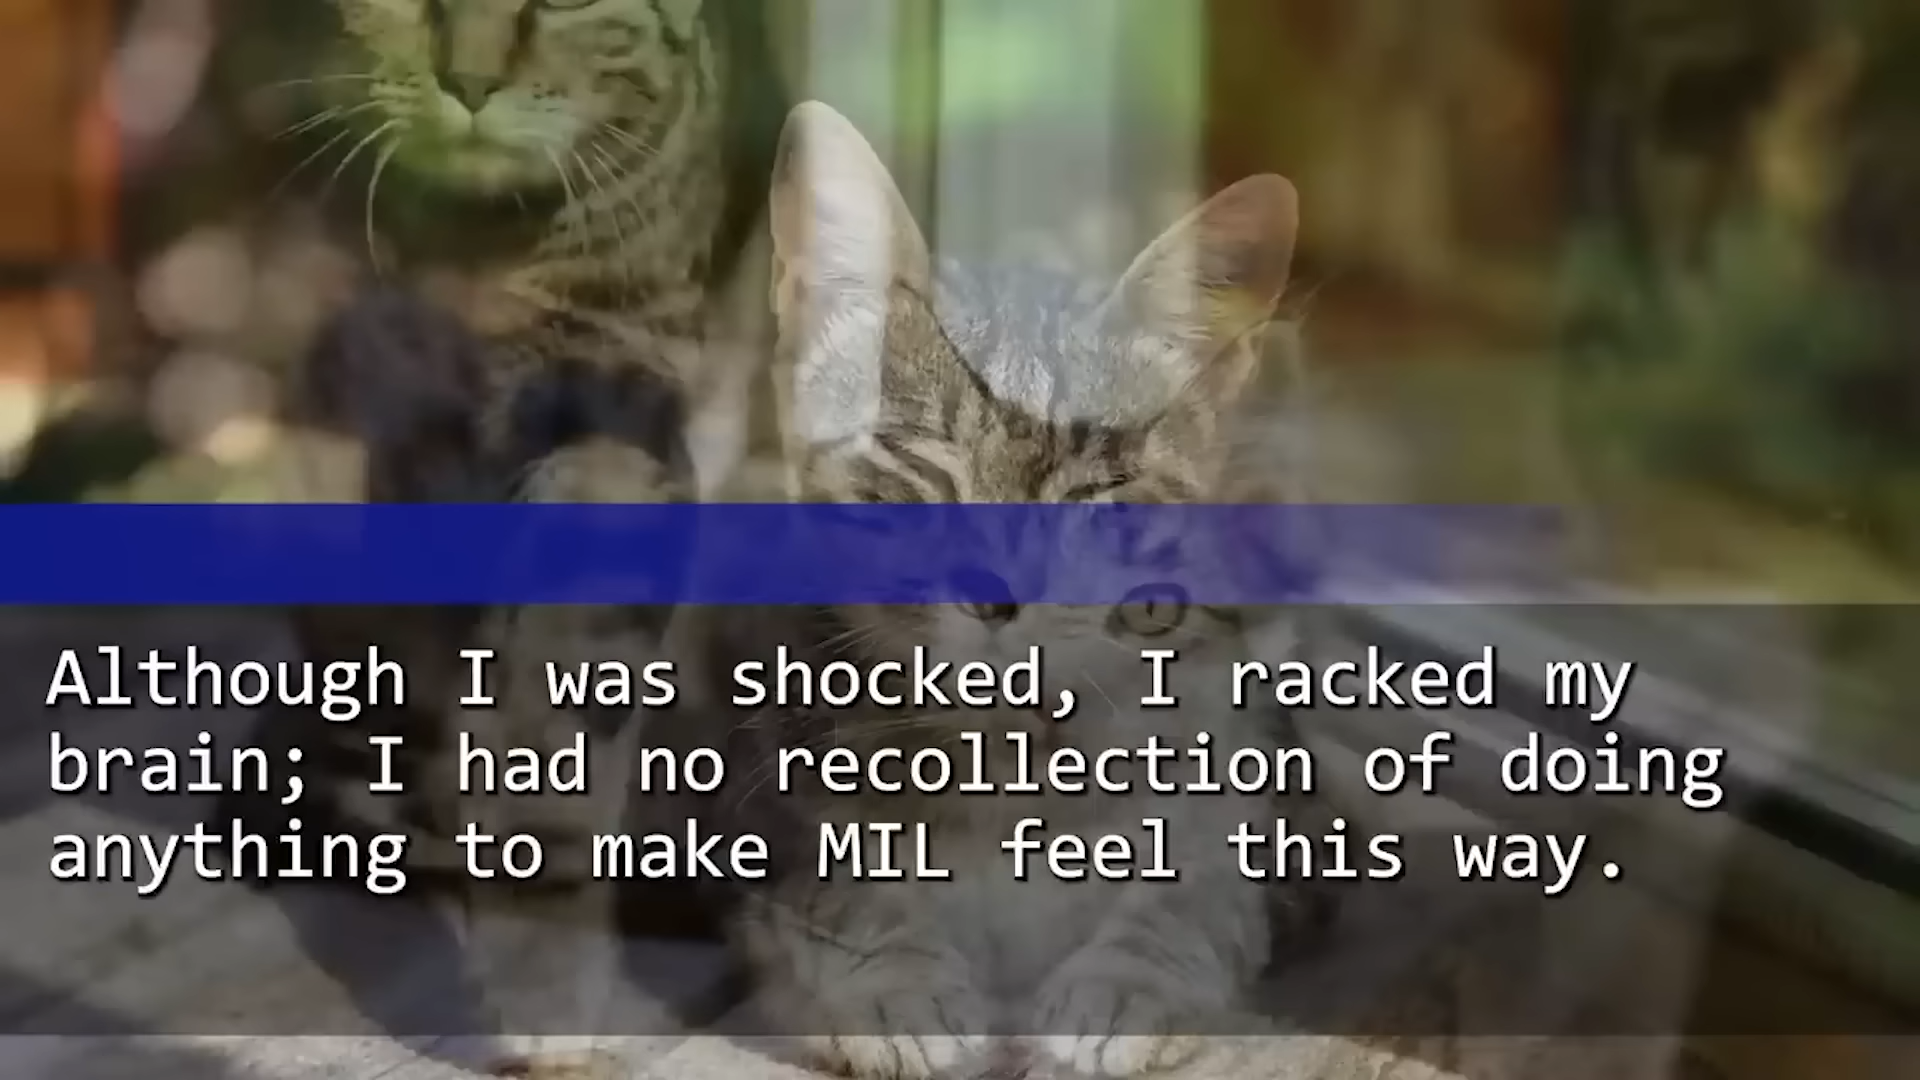 Although I was shocked, I racked my
brain; I had no recollection of doing
anything to make MIL feel this way.